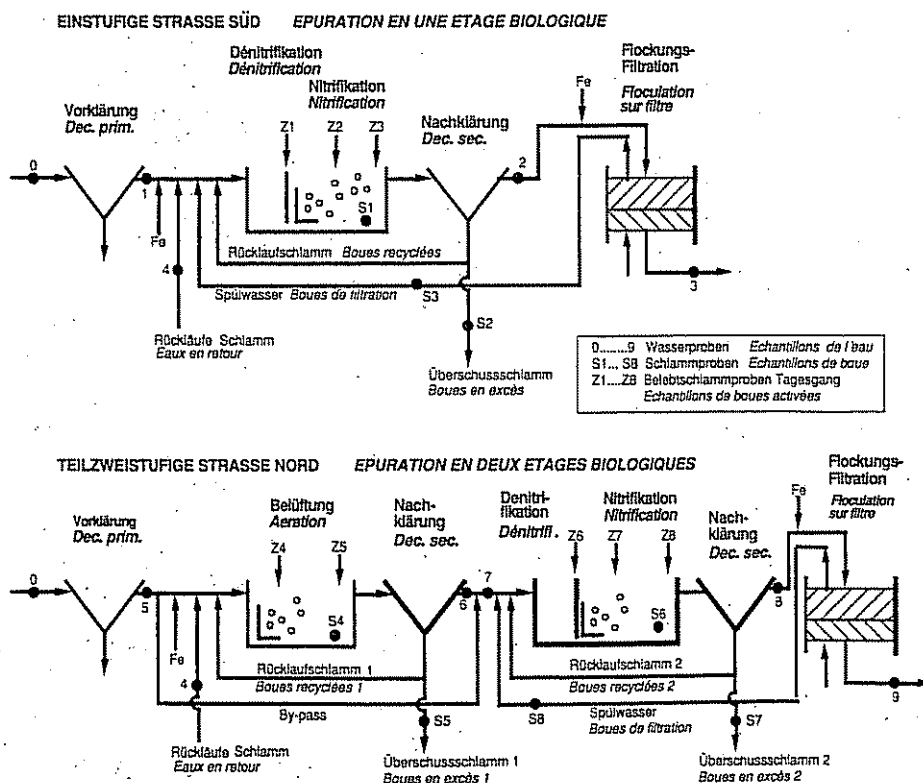 EINSTUFIGE STRASSE SÜD EPURATION EN UNE ETAGE BIOLOGIQUE
Dénitrifikation
Dénitrification
Nitrifikation
Nitrification
Flockungs-
Filtration
Floculation
sur filtre
Fe
Vorklärung
Dec. prim.
Nachklärung
Dec. sec.
Z1 Z2 Z3
0
1
2
S1
Fe
4
Rücklaufschlamm Boues recyclées
Spülwasser Boues de filtration
S3
3
S2
Rückläufe Schlamm
Eaux en retour
Überschussschlamm
Boues en excès
0........9 Wasserproben Echantillons de l'eau
S1... S8 Schlammproben Echantillons de boue
Z1....Z8 Belebtschlammproben Tagesgang
Echantillons de boues activées
TEILZWEISTUFIGE STRASSE NORD EPURATION EN DEUX ETAGES BIOLOGIQUES
Flockungs-
Filtration
Floculation
sur filtre
Fe
Vorklärung
Dec. prim.
Belüftung
Aeration
Nach-
klärung
Dec. sec.
Denitri-
fikation
Dénitrifi.
Nitrifikation
Nitrification
Nach-
klärung
Dec. sec.
Z4 Z5
Z6 Z7 Z8
0
5
6 7
8
S4
S6
Fe
4
Rücklaufschlamm 1
Boues recyclées 1
By-pass
Rücklaufschlamm 2
Boues recyclées 2
S8
Spülwasser
Boues de filtration
9
S5
S7
Rückläufe Schlamm
Eaux en retour
Überschussschlamm 1
Boues en excès 1
Überschussschlamm 2
Boues en excès 2